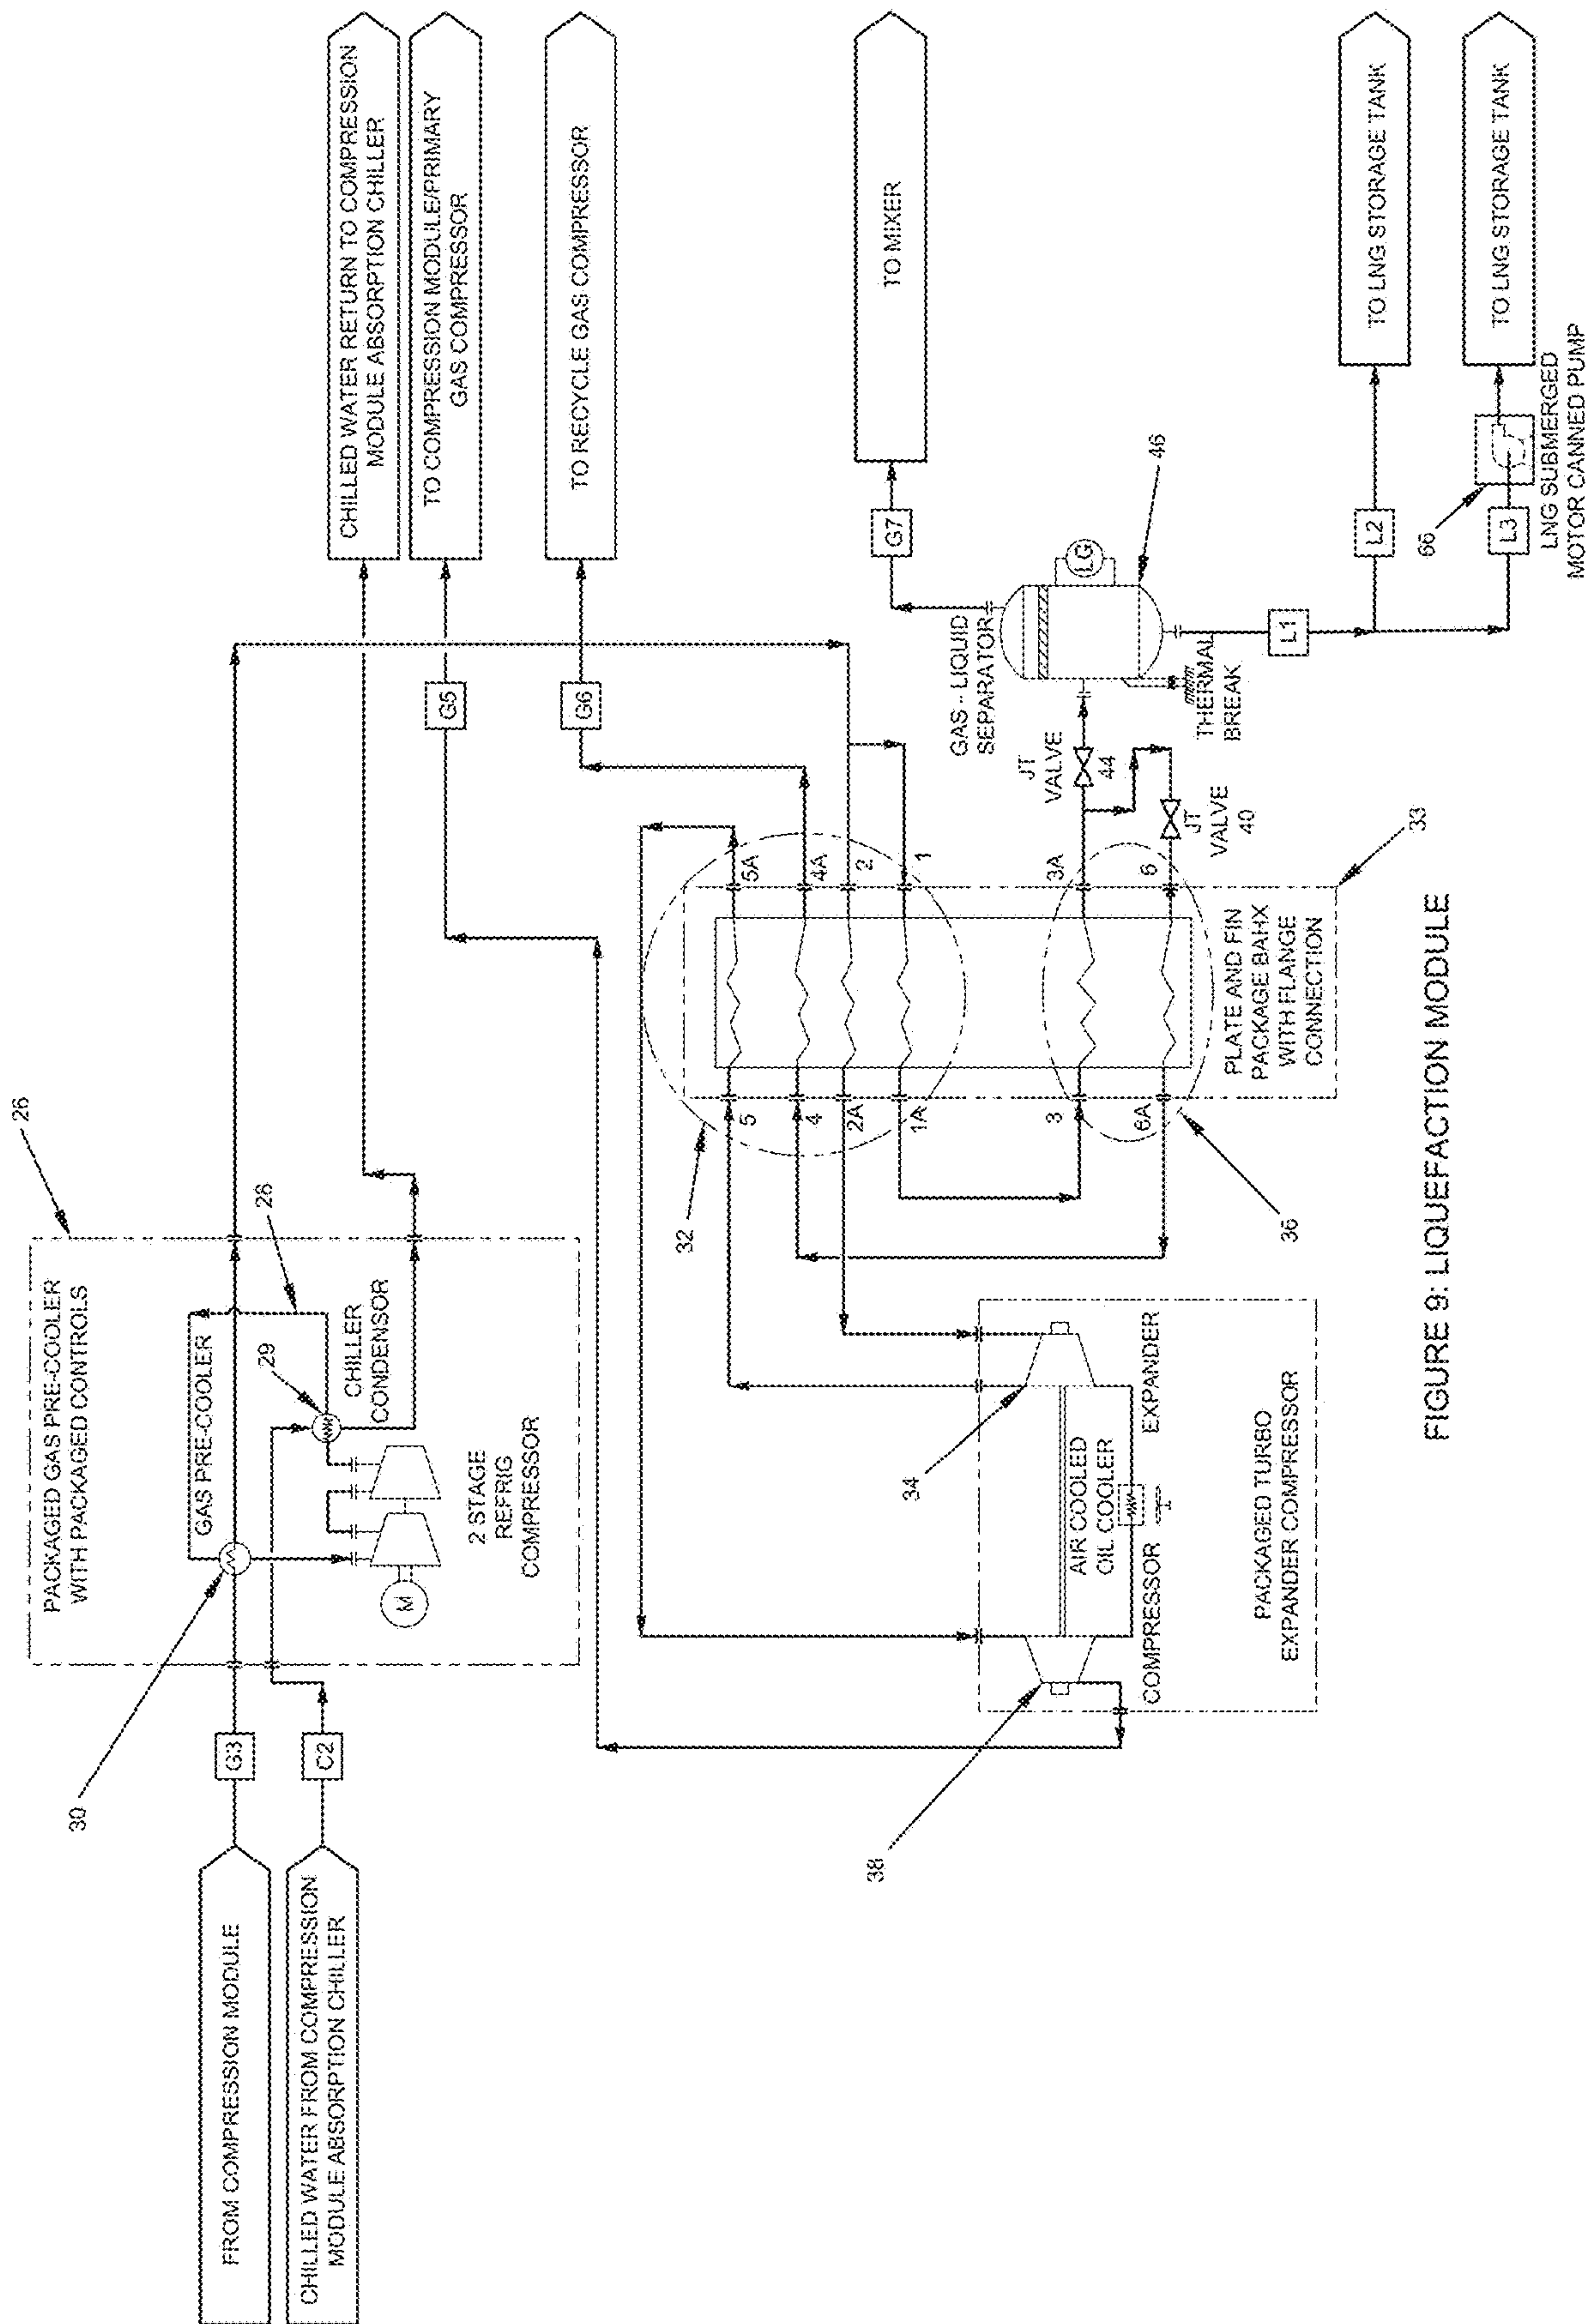 FROM COMPRESSION MODULE
CHILLED WATER FROM COMPRESSION
MODULE ABSORPTION CHILLER
G3
C2
30
26
PACKAGED GAS PRE-COOLER
WITH PACKAGED CONTROLS
GAS PRE-COOLER
28
29
CHILLER
CONDENSOR
M
2 STAGE
REFRIG
COMPRESSOR
CHILLED WATER RETURN TO COMPRESSION
MODULE ABSORPTION CHILLER
TO COMPRESSION MODULE/PRIMARY
GAS COMPRESSOR
TO RECYCLE GAS COMPRESSOR
G5
G6
32
5
4
2A
1A
3
6A
5A
4A
2
1
3A
6
36
33
PLATE AND FIN
PACKAGE BAHX
WITH FLANGE
CONNECTION
38
34
AIR COOLED
OIL COOLER
COMPRESSOR
EXPANDER
PACKAGED TURBO
EXPANDER COMPRESSOR
JT
VALVE
44
JT
VALVE
40
GAS - LIQUID
SEPARATOR
LG
46
THERMAL
BREAK
G7
TO MIXER
L1
L2
L3
66
TO LNG STORAGE TANK
TO LNG STORAGE TANK
LNG SUBMERGED
MOTOR CANNED PUMP
FIGURE 9: LIQUEFACTION MODULE